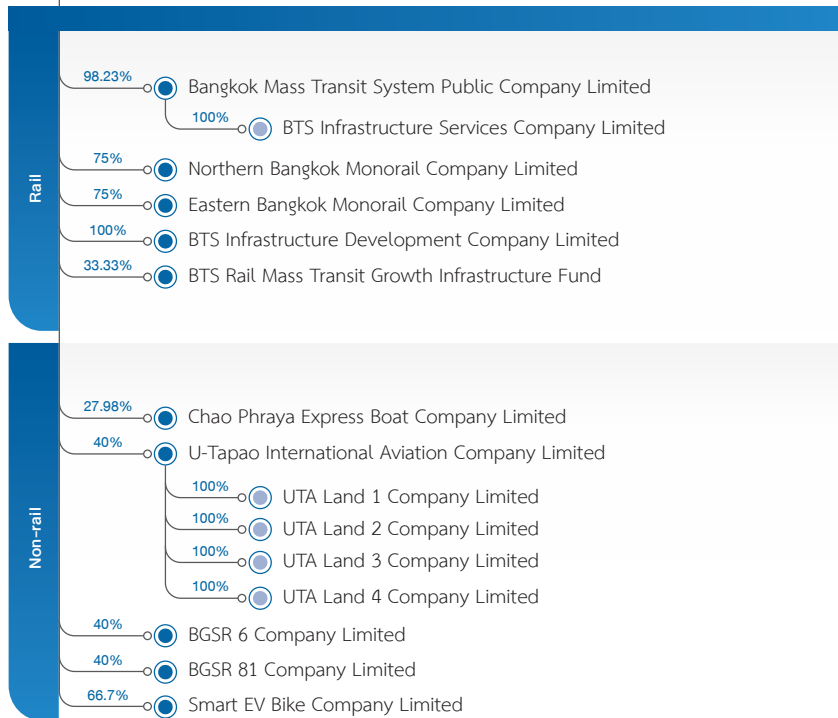 Rail
98.23%
Bangkok Mass Transit System Public Company Limited
100%
BTS Infrastructure Services Company Limited
75%
Northern Bangkok Monorail Company Limited
75%
Eastern Bangkok Monorail Company Limited
100%
BTS Infrastructure Development Company Limited
33.33%
BTS Rail Mass Transit Growth Infrastructure Fund
Non-rail
27.98%
Chao Phraya Express Boat Company Limited
40%
U-Tapao International Aviation Company Limited
100%
UTA Land 1 Company Limited
100%
UTA Land 2 Company Limited
100%
UTA Land 3 Company Limited
100%
UTA Land 4 Company Limited
40%
BGSR 6 Company Limited
40%
BGSR 81 Company Limited
66.7%
Smart EV Bike Company Limited